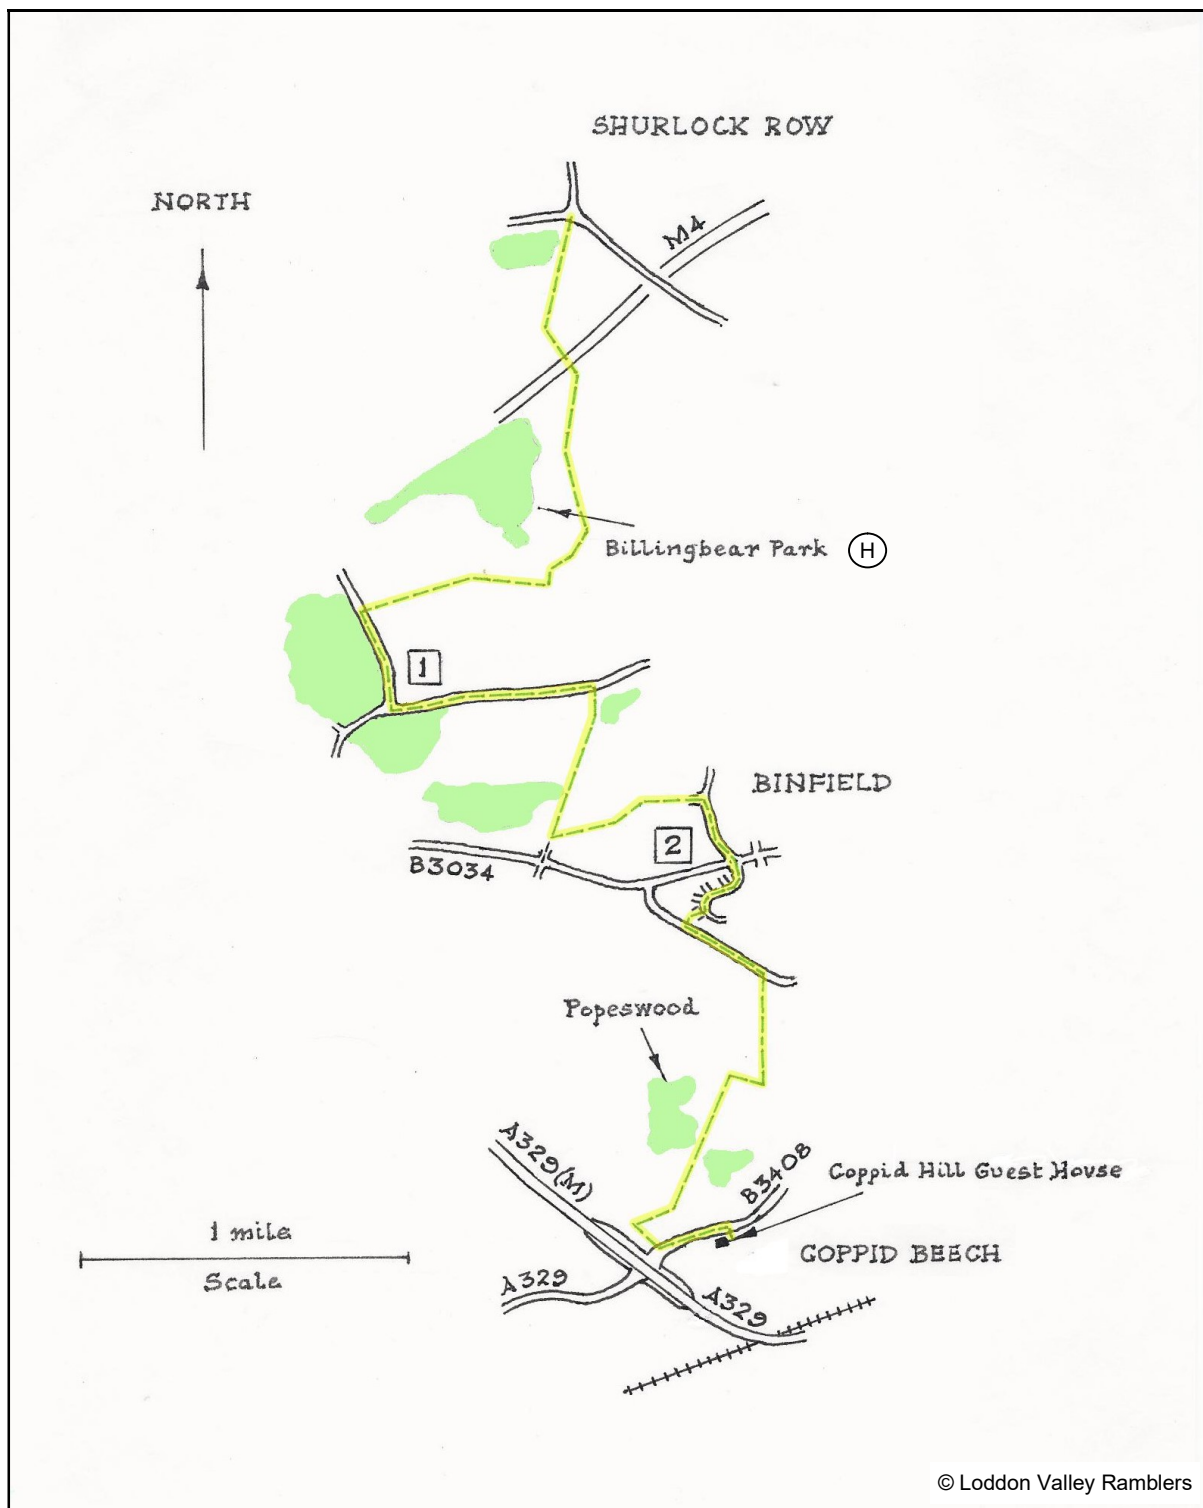 SHURLOCK ROW
NORTH
M4
Billingbear Park H
1
BINFIELD
2
B3034
Popeswood
A329(M)
B3408
Coppid Hill Guest House
1 mile
Scale
COPPID BEECH
A329
A329
© Loddon Valley Ramblers